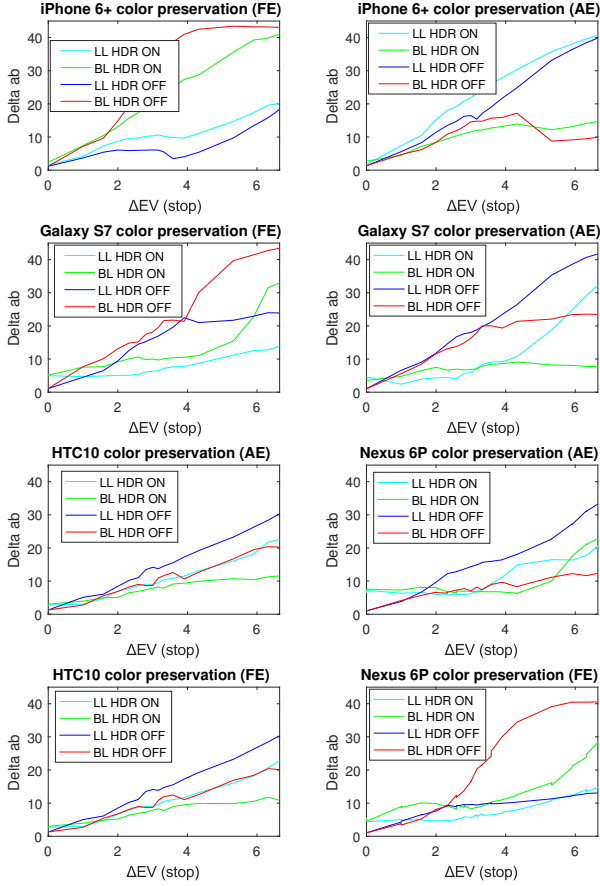 iPhone 6+ color preservation (FE)
Delta ab
40
30
20
10
0
LL HDR ON
BL HDR ON
LL HDR OFF
BL HDR OFF
0 2 4 6
ΔEV (stop)
iPhone 6+ color preservation (AE)
Delta ab
40
30
20
10
0
LL HDR ON
BL HDR ON
LL HDR OFF
BL HDR OFF
0 2 4 6
ΔEV (stop)
Galaxy S7 color preservation (FE)
Delta ab
40
30
20
10
0
LL HDR ON
BL HDR ON
LL HDR OFF
BL HDR OFF
0 2 4 6
ΔEV (stop)
Galaxy S7 color preservation (AE)
Delta ab
40
30
20
10
0
LL HDR ON
BL HDR ON
LL HDR OFF
BL HDR OFF
0 2 4 6
ΔEV (stop)
HTC10 color preservation (AE)
Delta ab
40
30
20
10
0
LL HDR ON
BL HDR ON
LL HDR OFF
BL HDR OFF
0 2 4 6
ΔEV (stop)
Nexus 6P color preservation (AE)
Delta ab
40
30
20
10
0
LL HDR ON
BL HDR ON
LL HDR OFF
BL HDR OFF
0 2 4 6
ΔEV (stop)
HTC10 color preservation (FE)
Delta ab
40
30
20
10
0
LL HDR ON
BL HDR ON
LL HDR OFF
BL HDR OFF
0 2 4 6
ΔEV (stop)
Nexus 6P color preservation (FE)
Delta ab
40
30
20
10
0
LL HDR ON
BL HDR ON
LL HDR OFF
BL HDR OFF
0 2 4 6
ΔEV (stop)